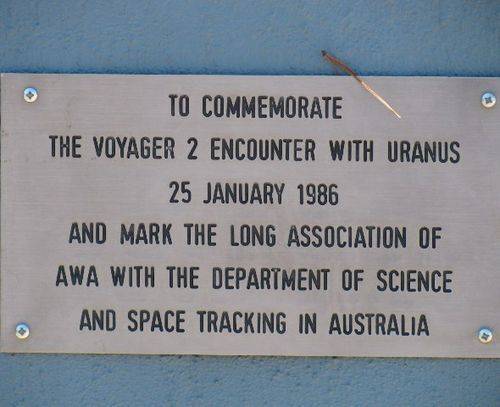 TO COMMEMORATE
THE VOYAGER 2 ENCOUNTER WITH URANUS
25 JANUARY 1986
AND MARK THE LONG ASSOCIATION OF
AWA WITH THE DEPARTMENT OF SCIENCE
AND SPACE TRACKING IN AUSTRALIA